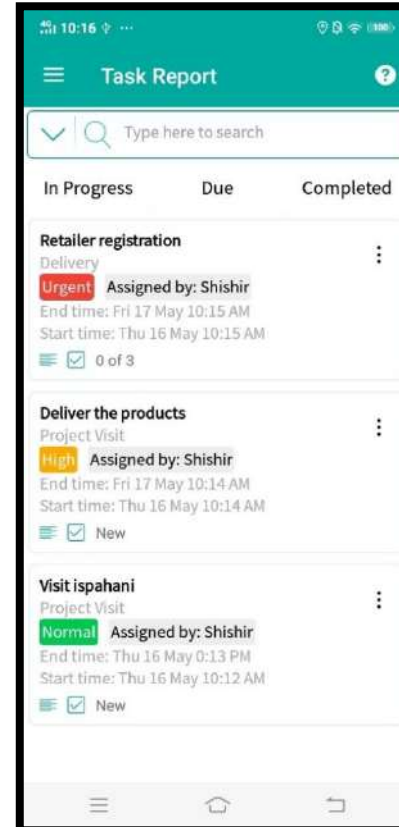 4G 10:16 ... 100
Task Report ?
Type here to search
In Progress Due Completed
Retailer registration
Delivery
Urgent Assigned by: Shishir
End time: Fri 17 May 10:15 AM
Start time: Thu 16 May 10:15 AM
0 of 3
Deliver the products
Project Visit
High Assigned by: Shishir
End time: Fri 17 May 10:14 AM
Start time: Thu 16 May 10:14 AM
New
Visit ispahani
Project Visit
Normal Assigned by: Shishir
End time: Thu 16 May 0:13 PM
Start time: Thu 16 May 10:12 AM
New